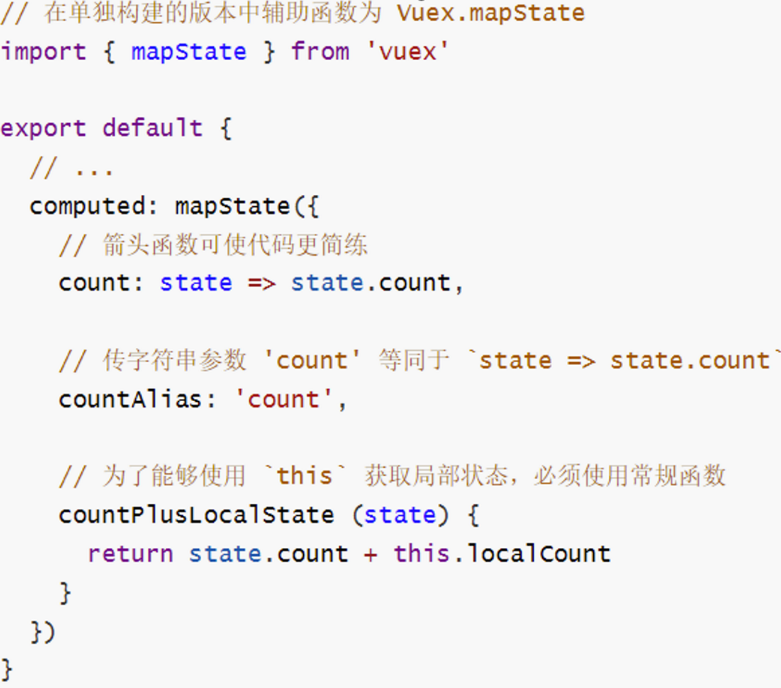 // 在单独构建的版本中辅助函数为 Vuex.mapState
import { mapState } from 'vuex'
export default {
// ...
computed: mapState({
// 箭头函数可使代码更简练
count: state => state.count,
// 传字符串参数 'count' 等同于 `state => state.count`
countAlias: 'count',
// 为了能够使用 `this` 获取局部状态，必须使用常规函数
countPlusLocalState (state) {
return state.count + this.localCount
}
})
}